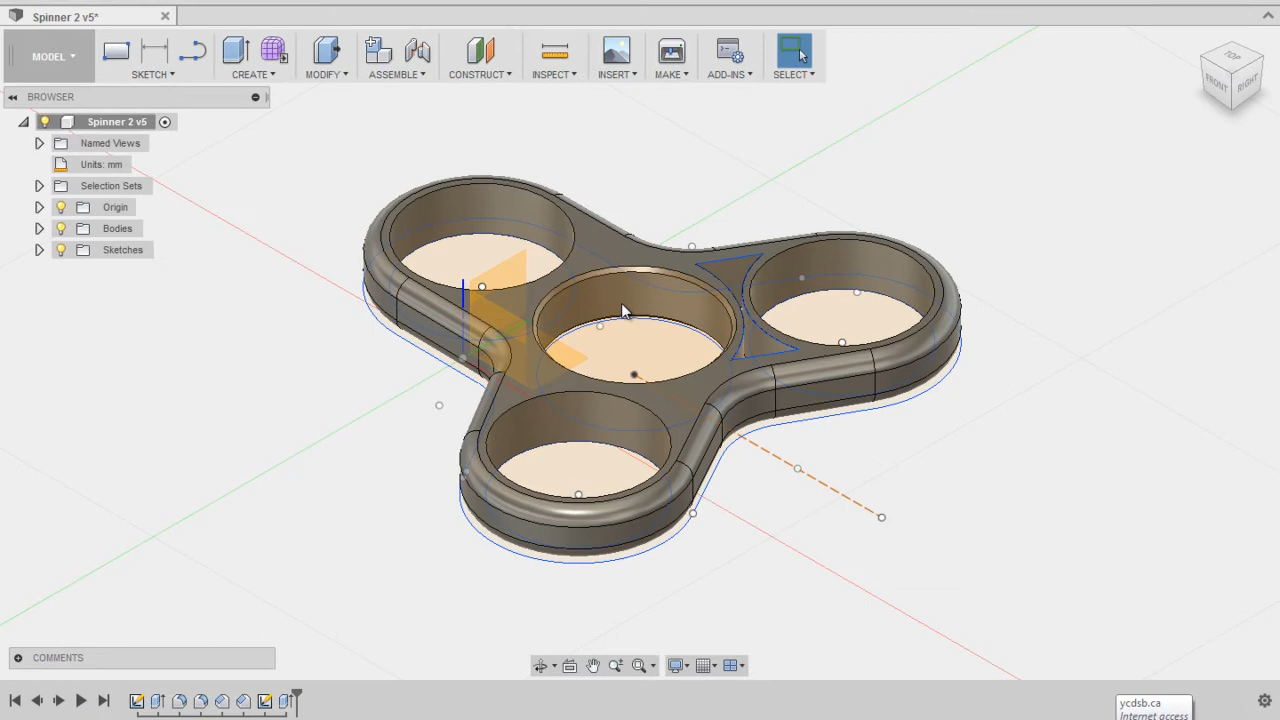 Spinner 2 v5*
MODEL
SKETCH
CREATE
MODIFY
ASSEMBLE
CONSTRUCT
INSPECT
INSERT
MAKE
ADD-INS
SELECT
TOP
FRONT
RIGHT
BROWSER
Spinner 2 v5
Named Views
Units: mm
Selection Sets
Origin
Bodies
Sketches
COMMENTS
ycdsb.ca
Internet access